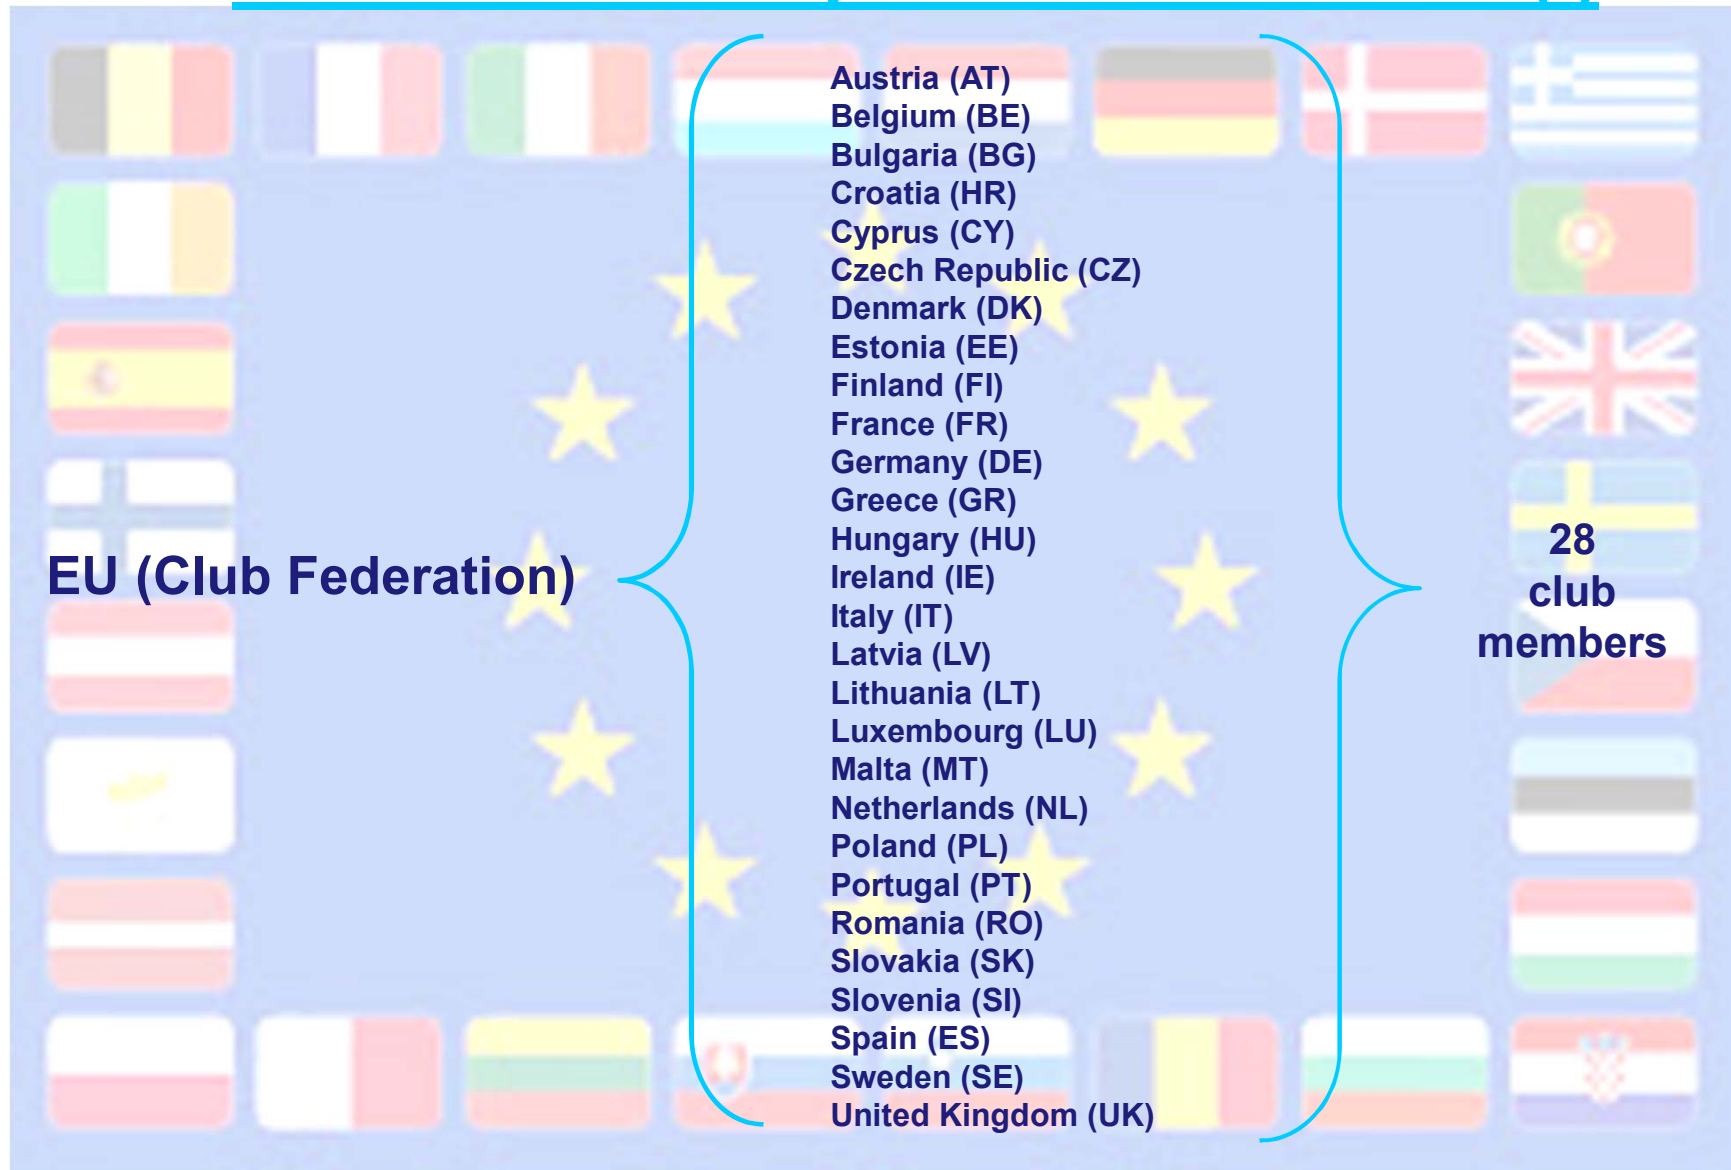 EU (Club Federation)
Austria (AT)
Belgium (BE)
Bulgaria (BG)
Croatia (HR)
Cyprus (CY)
Czech Republic (CZ)
Denmark (DK)
Estonia (EE)
Finland (FI)
France (FR)
Germany (DE)
Greece (GR)
Hungary (HU)
Ireland (IE)
Italy (IT)
Latvia (LV)
Lithuania (LT)
Luxembourg (LU)
Malta (MT)
Netherlands (NL)
Poland (PL)
Portugal (PT)
Romania (RO)
Slovakia (SK)
Slovenia (SI)
Spain (ES)
Sweden (SE)
United Kingdom (UK)
28
club
members